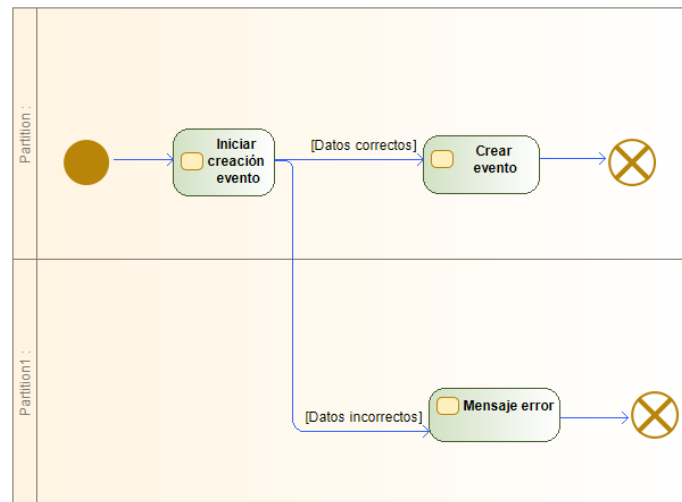 Partition :
Iniciar
creación
evento
[Datos correctos]
Crear
evento
Partition1 :
[Datos incorrectos]
Mensaje error